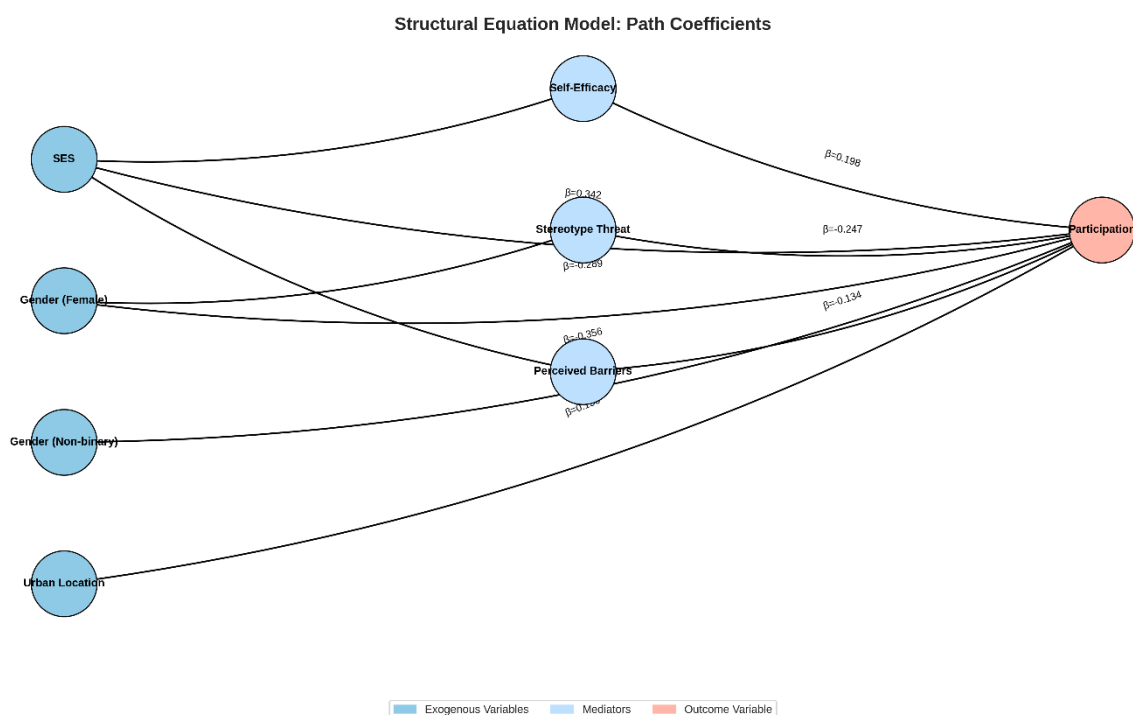 Structural Equation Model: Path Coefficients
Self-Efficacy
SES
β=0.198
β=0.342
Stereotype Threat
β=-0.247
Participation
β=-0.289
Gender (Female)
β=-0.134
β=-0.356
Perceived Barriers
Gender (Non-binary)
Urban Location
Exogenous Variables
Mediators
Outcome Variable